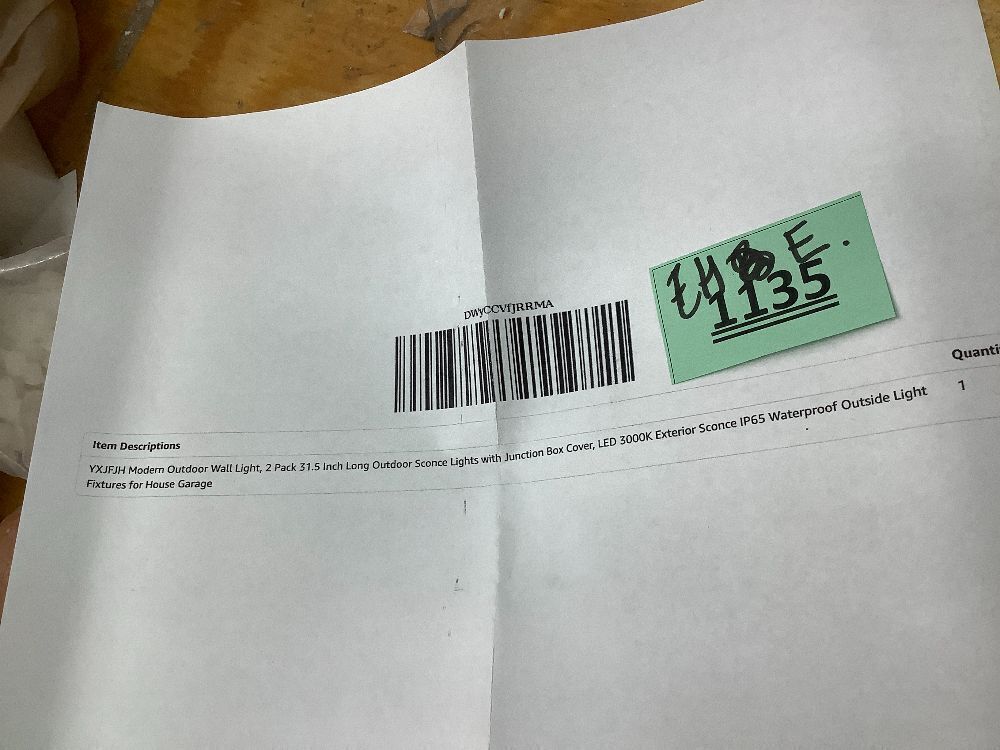 DWyCCVfJRRMA
1135
Quanti
Item Descriptions
1
YXJFJH Modern Outdoor Wall Light, 2 Pack 31.5 Inch Long Outdoor Sconce Lights with Junction Box Cover, LED 3000K Exterior Sconce IP65 Waterproof Outside Light
Fixtures for House Garage